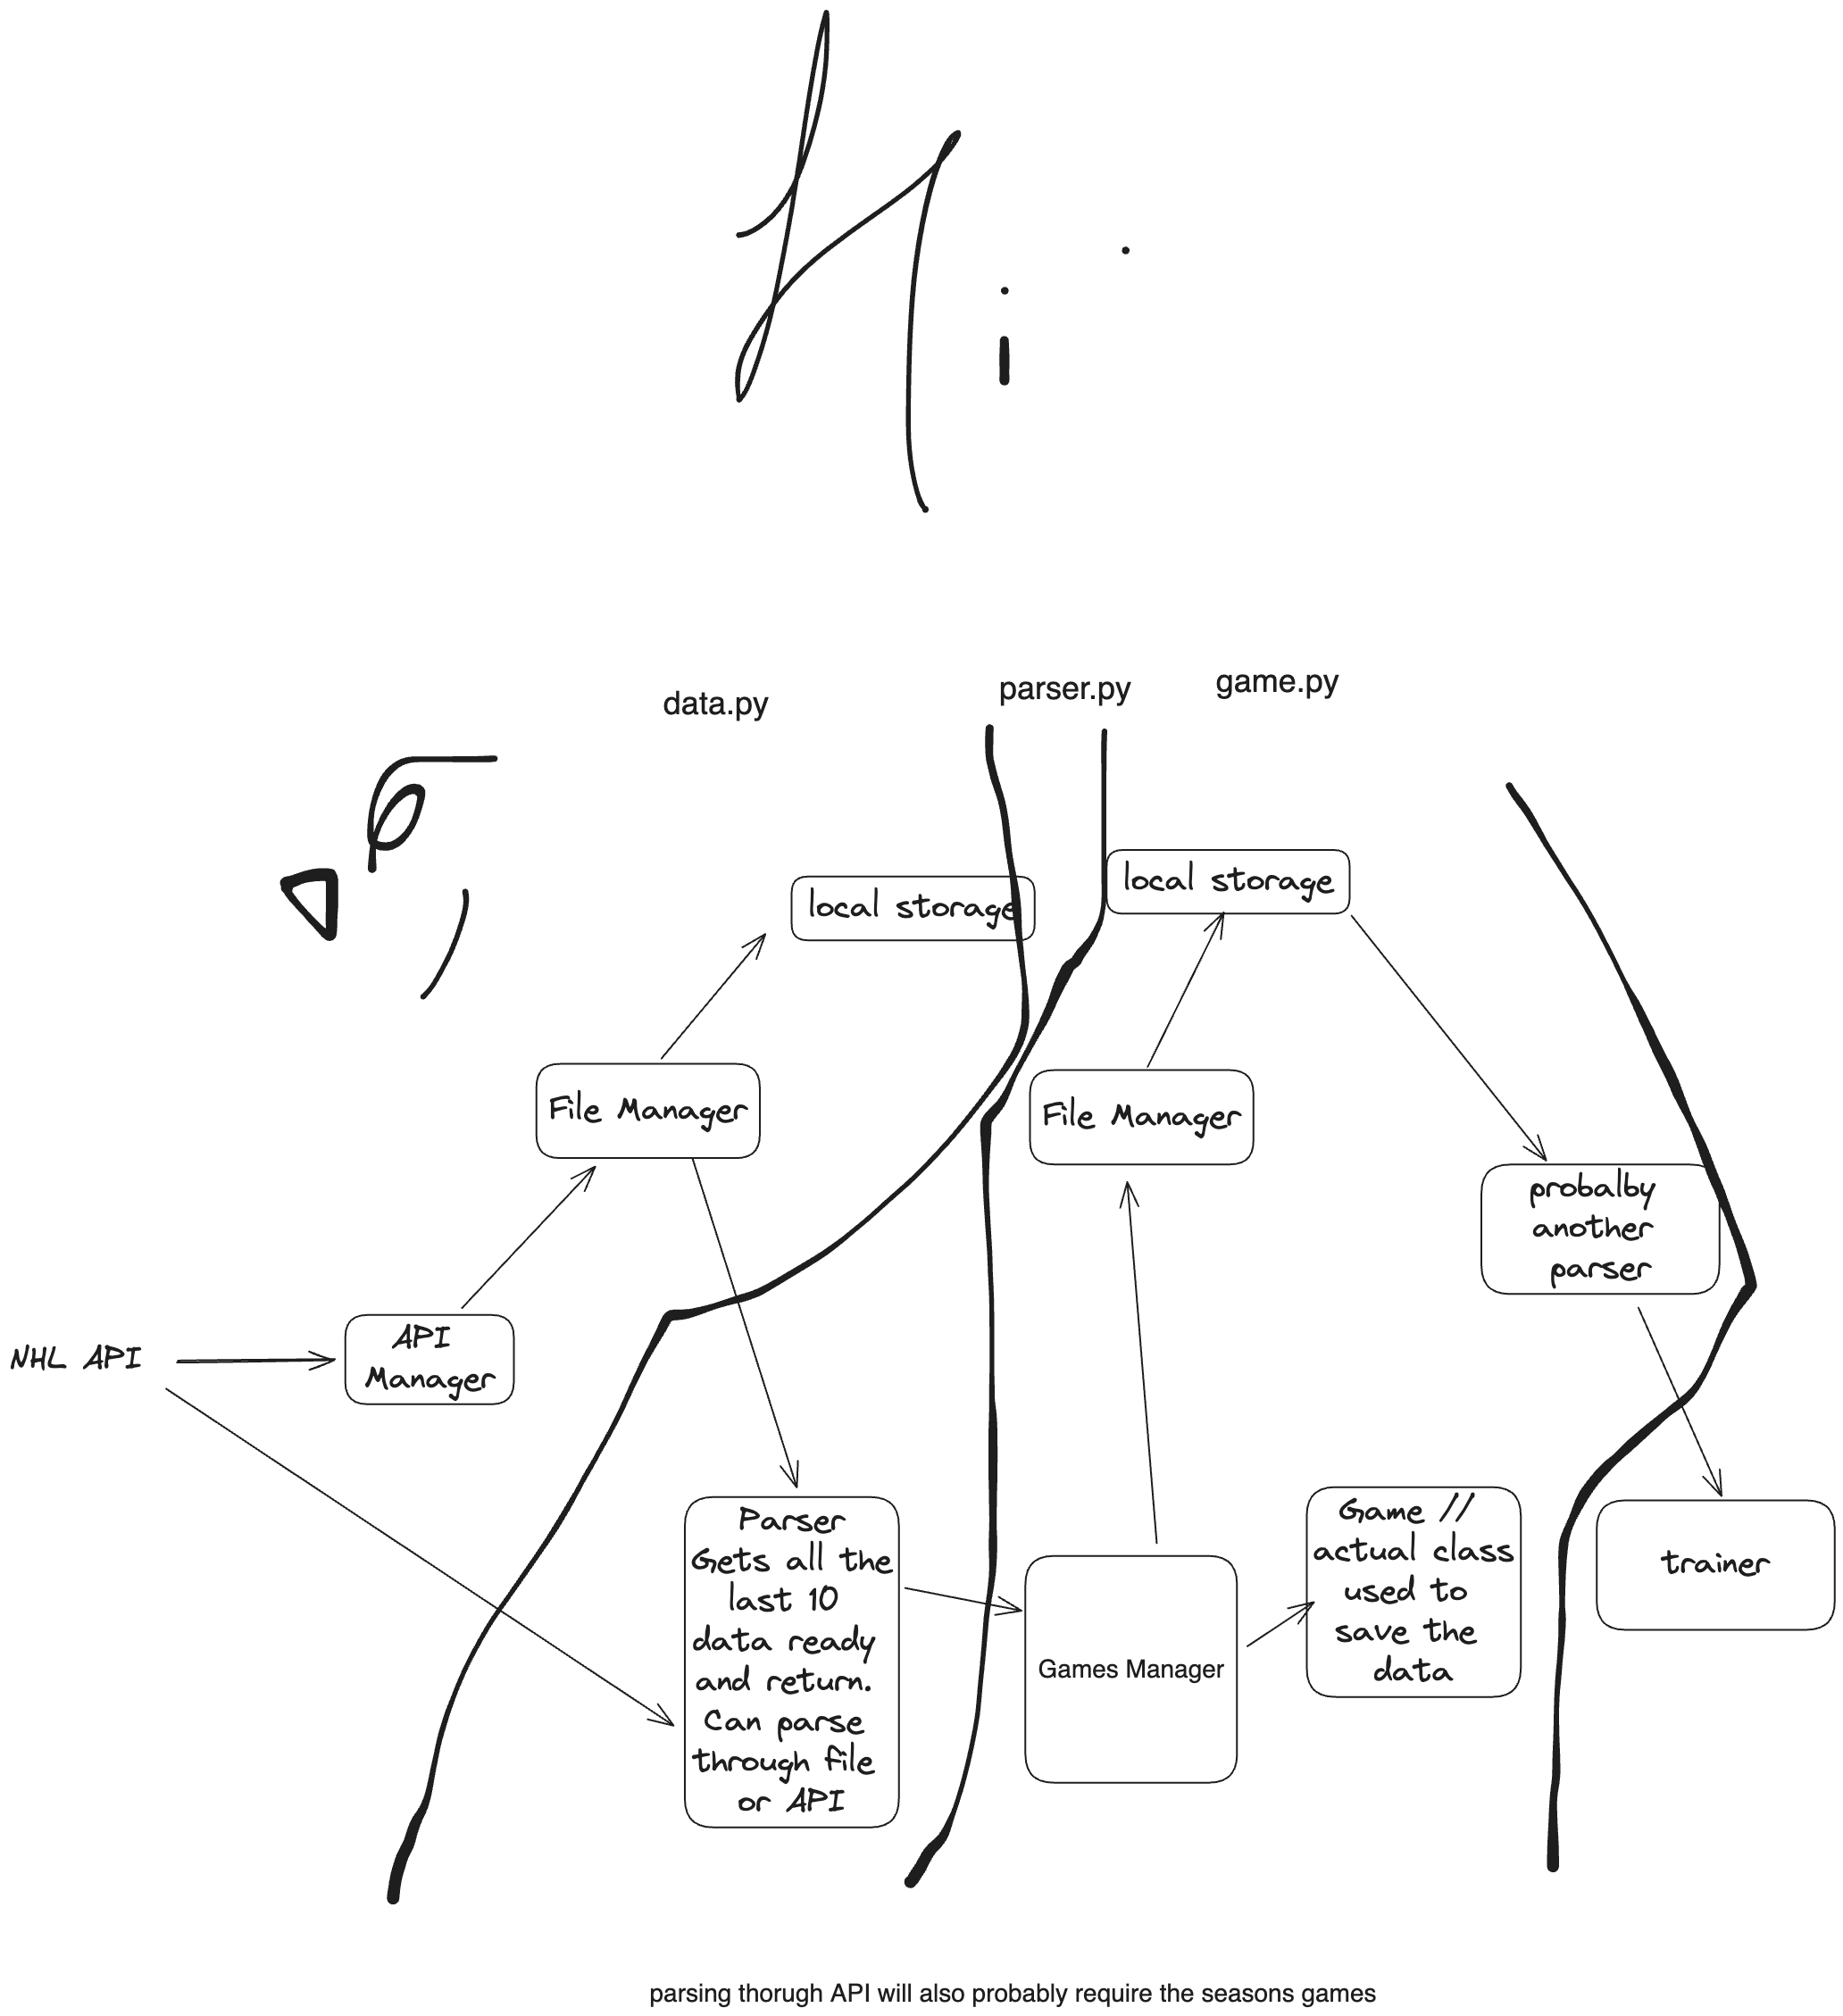 Hi
data.py
parser.py
game.py
local storage
local storage
File Manager
File Manager
probalby
another
parser
NHL API
API
Manager
Parser
Gets all the
last 10
data ready
and return.
Can parse
through file
or API
Games Manager
Game //
actual class
used to
save the
data
trainer
parsing thorugh API will also probably require the seasons games